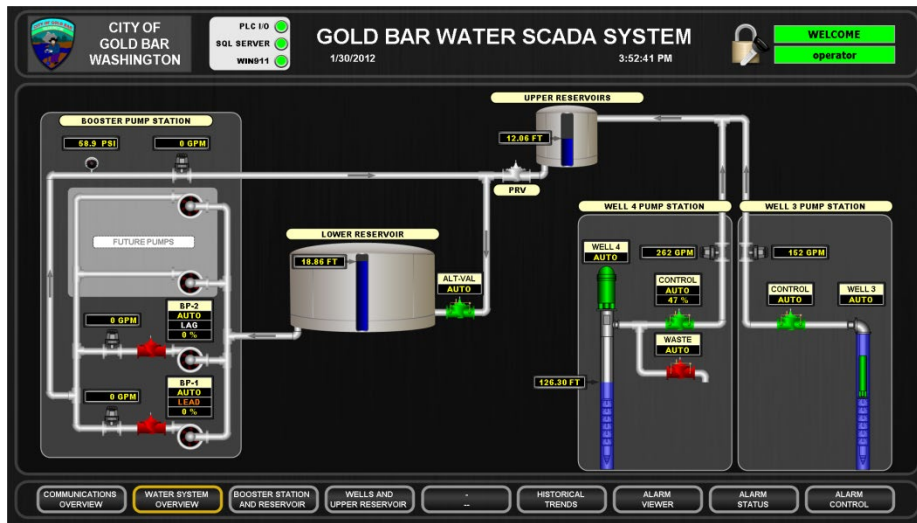 CITY OF
GOLD BAR
WASHINGTON
PLC I/O
SQL SERVER
WIN911
GOLD BAR WATER SCADA SYSTEM
1/30/2012
3:52:41 PM
WELCOME
operator
UPPER RESERVOIRS
12.06 FT
PRV
BOOSTER PUMP STATION
58.9 PSI
0 GPM
FUTURE PUMPS
LOWER RESERVOIR
18.86 FT
ALT-VAL
AUTO
BP-2
AUTO
LAG
0 %
0 GPM
BP-1
AUTO
LEAD
0 %
0 GPM
WELL 4 PUMP STATION
262 GPM
WELL 4
AUTO
CONTROL
AUTO
47 %
WASTE
AUTO
126.30 FT
WELL 3 PUMP STATION
152 GPM
CONTROL
AUTO
WELL 3
AUTO
COMMUNICATIONS
OVERVIEW
WATER SYSTEM
OVERVIEW
BOOSTER STATION
AND RESERVOIR
WELLS AND
UPPER RESERVOIR
-
--
HISTORICAL
TRENDS
ALARM
VIEWER
ALARM
STATUS
ALARM
CONTROL